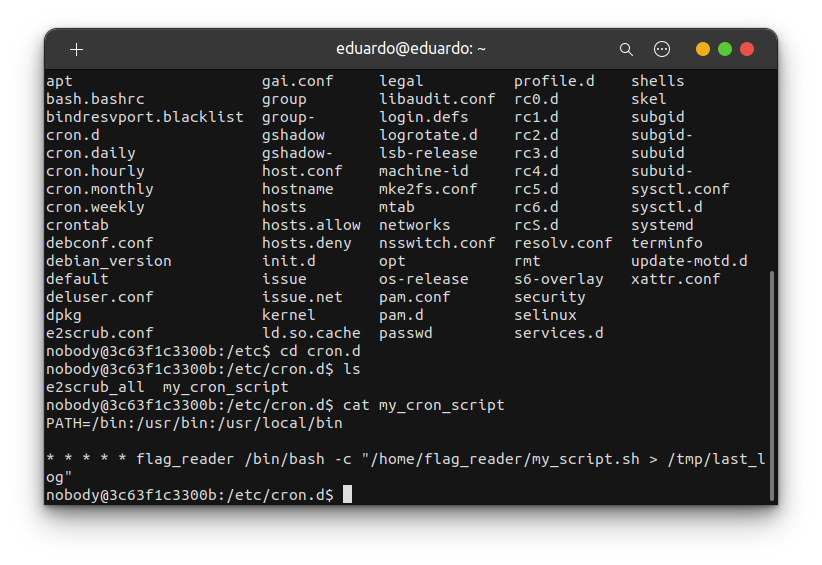 eduardo@eduardo: ~
apt                     gai.conf     legal          profile.d    shells
bash.bashrc             group        libaudit.conf  rc0.d        skel
bindresvport.blacklist  group-       login.defs     rc1.d        subgid
cron.d                  gshadow      logrotate.d    rc2.d        subgid-
cron.daily              gshadow-     lsb-release    rc3.d        subuid
cron.hourly             host.conf    machine-id     rc4.d        subuid-
cron.monthly            hostname     mke2fs.conf    rc5.d        sysctl.conf
cron.weekly             hosts        mtab           rc6.d        sysctl.d
crontab                 hosts.allow  networks       rcS.d        systemd
debconf.conf            hosts.deny   nsswitch.conf  resolv.conf  terminfo
debian_version          init.d       opt            rmt          update-motd.d
default                 issue        os-release     s6-overlay   xattr.conf
deluser.conf            issue.net    pam.conf       security
dpkg                    kernel       pam.d          selinux
e2scrub.conf            ld.so.cache  passwd         services.d
nobody@3c63f1c3300b:/etc$ cd cron.d
nobody@3c63f1c3300b:/etc/cron.d$ ls
e2scrub_all  my_cron_script
nobody@3c63f1c3300b:/etc/cron.d$ cat my_cron_script
PATH=/bin:/usr/bin:/usr/local/bin
* * * * * flag_reader /bin/bash -c "/home/flag_reader/my_script.sh > /tmp/last_l
og"
nobody@3c63f1c3300b:/etc/cron.d$